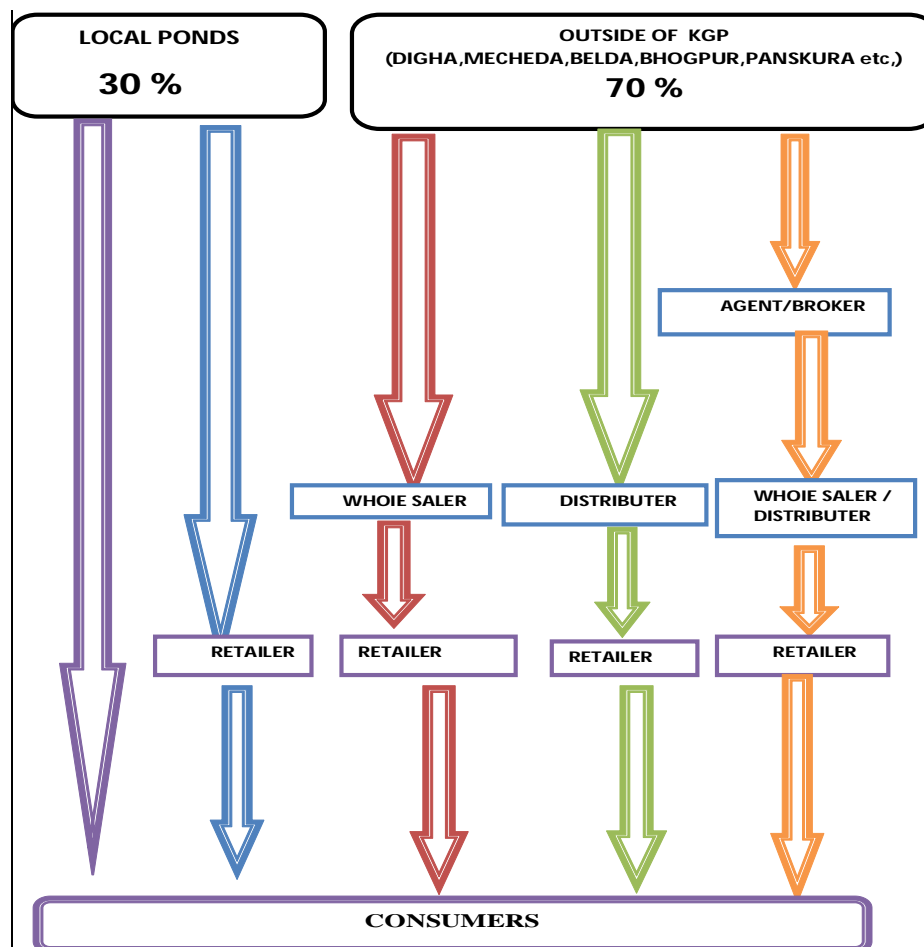 LOCAL PONDS
30 %
OUTSIDE OF KGP
(DIGHA,MECHEDA,BELDA,BHOGPUR,PANSKURA etc,)
70 %
AGENT/BROKER
WHOIE SALER
DISTRIBUTER
WHOIE SALER /
DISTRIBUTER
RETAILER
RETAILER
RETAILER
RETAILER
CONSUMERS